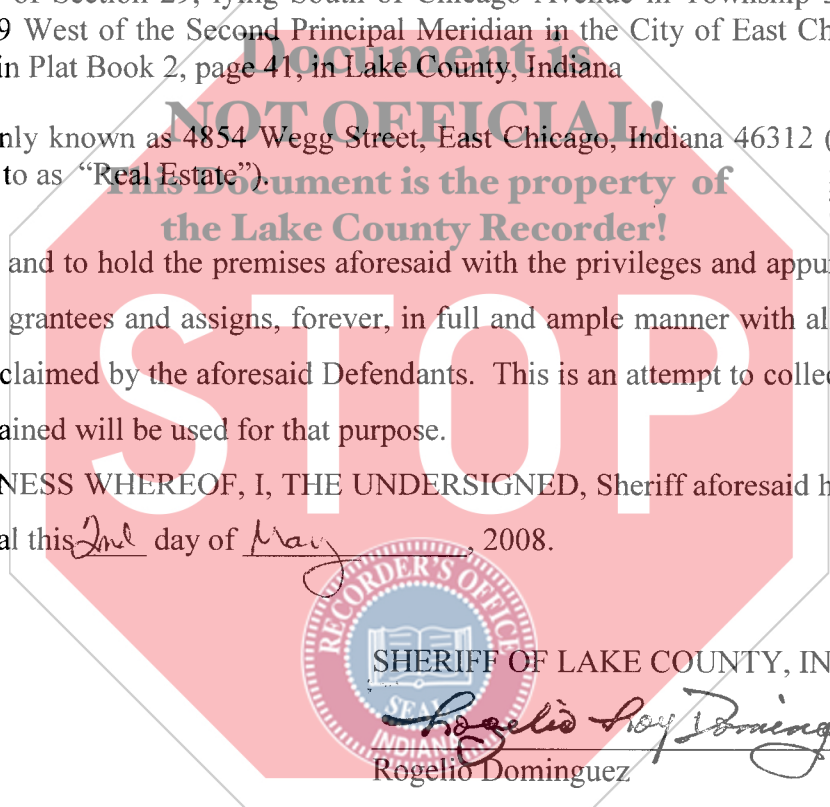 of Section 29, lying South of Chicago Avenue in Township
9 West of the Second Principal Meridian in the City of East Ch
Document is
in Plat Book 2, page 41, in Lake County, Indiana
NOT OFFICIAL!
nly known as 4854 Wegg Street, East Chicago, Indiana 46312 (
to as "Real Estate").
This Document is the property of
the Lake County Recorder!
and to hold the premises aforesaid with the privileges and appu
grantees and assigns, forever, in full and ample manner with al
claimed by the aforesaid Defendants. This is an attempt to collec
ained will be used for that purpose.
STOP
NESS WHEREOF, I, THE UNDERSIGNED, Sheriff aforesaid h
al this 2nd day of May, 2008.
RECORDER'S OFFICE
SEAL
INDIANA
SHERIFF OF LAKE COUNTY, IN
Rogelio Roy Doming
Rogelio Dominguez